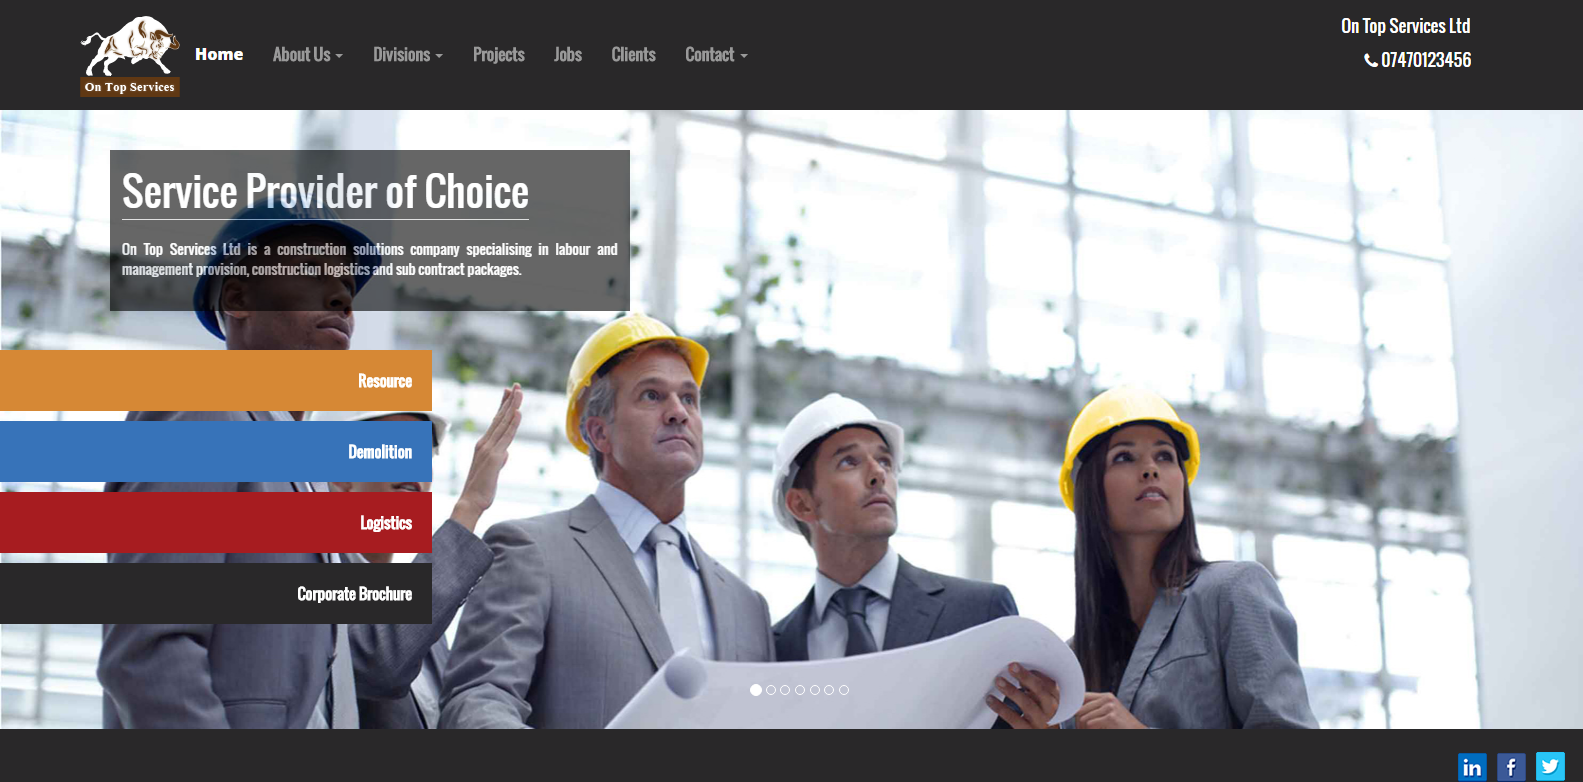 On Top Services
Home About Us Divisions Projects Jobs Clients Contact
On Top Services Ltd
07470123456
Service Provider of Choice
On Top Services Ltd is a construction solutions company specialising in labour and
management provision, construction logistics and sub contract packages.
Resource
Demolition
Logistics
Corporate Brochure
in f